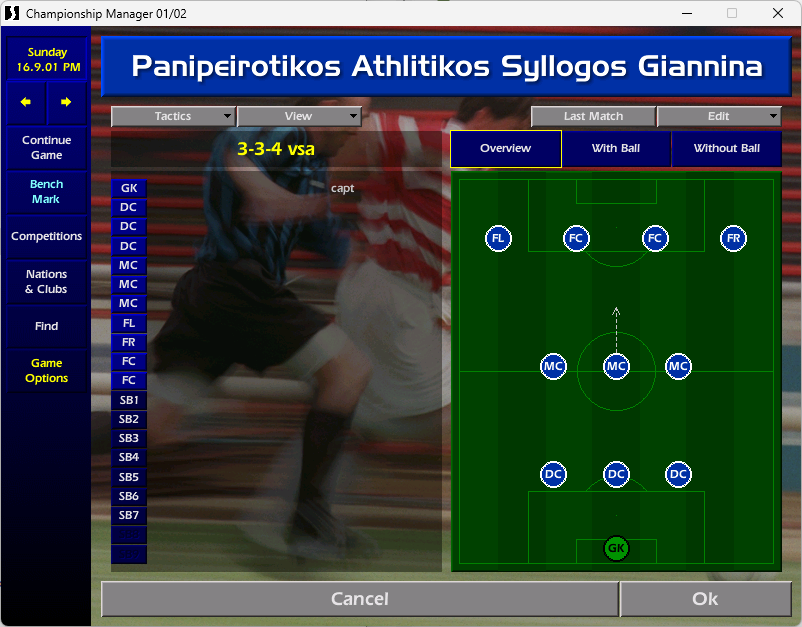 Championship Manager 01/02
Sunday
16.9.01 PM
Continue
Game
Bench
Mark
Competitions
Nations
& Clubs
Find
Game
Options
Panipeirotikos Athlitikos Syllogos Giannina
Tactics
View
Last Match
Edit
3-3-4 vsa
Overview
With Ball
Without Ball
GK
capt
DC
DC
DC
MC
MC
MC
FL
FR
FC
FC
SB1
SB2
SB3
SB4
SB5
SB6
SB7
FL FC FC FR
MC MC MC
DC DC DC
GK
Cancel
Ok